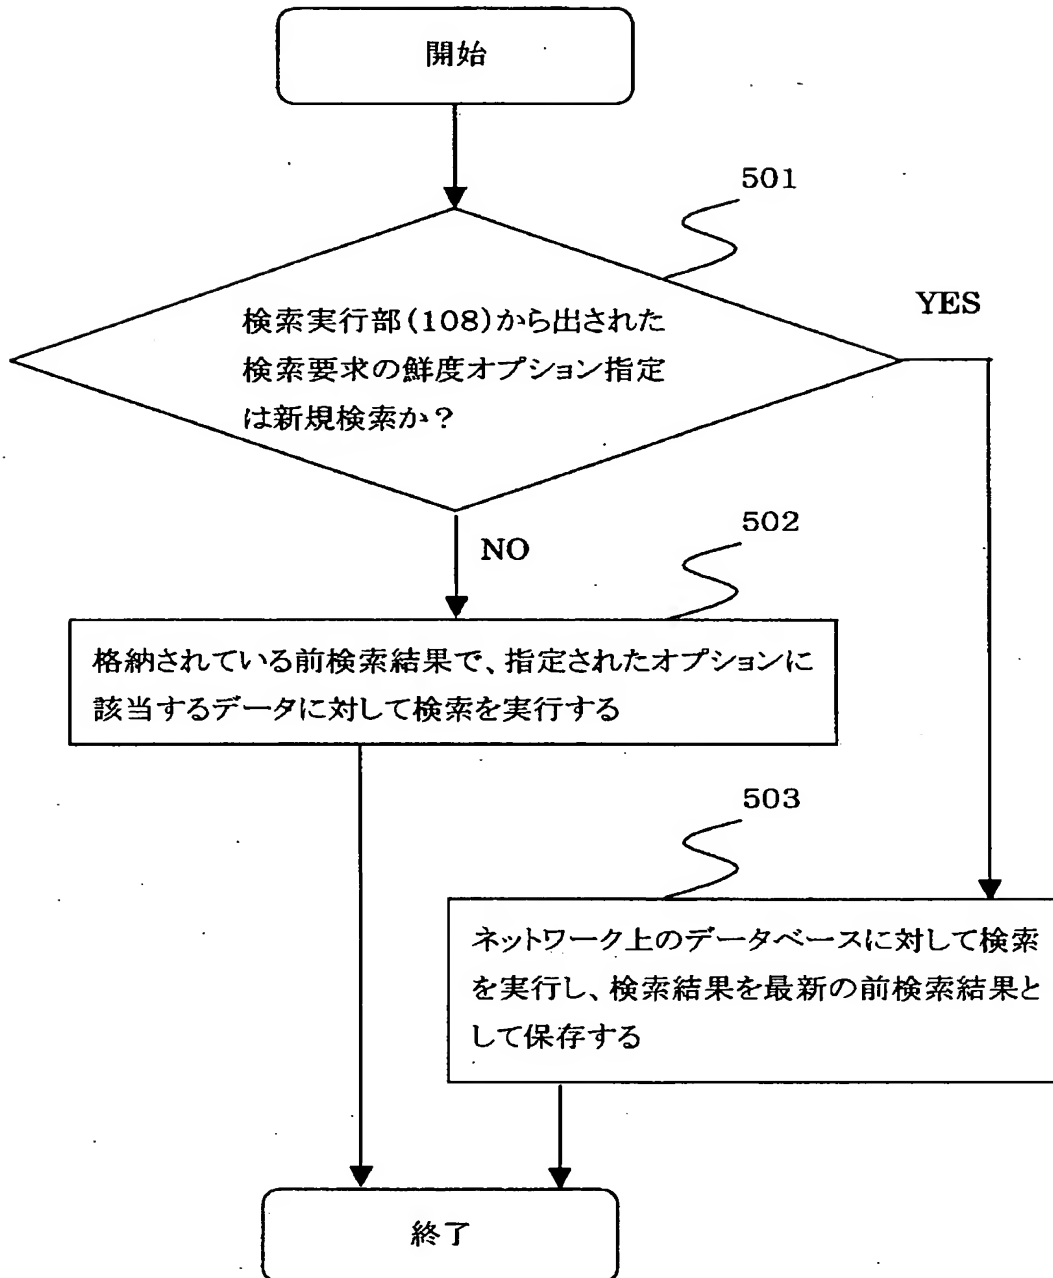 開始
501
検索実行部(108)から出された
検索要求の鮮度オプション指定
は新規検索か？
YES
NO
502
格納されている前検索結果で、指定されたオプションに
該当するデータに対して検索を実行する
503
ネットワーク上のデータベースに対して検索
を実行し、検索結果を最新の前検索結果と
して保存する
終了